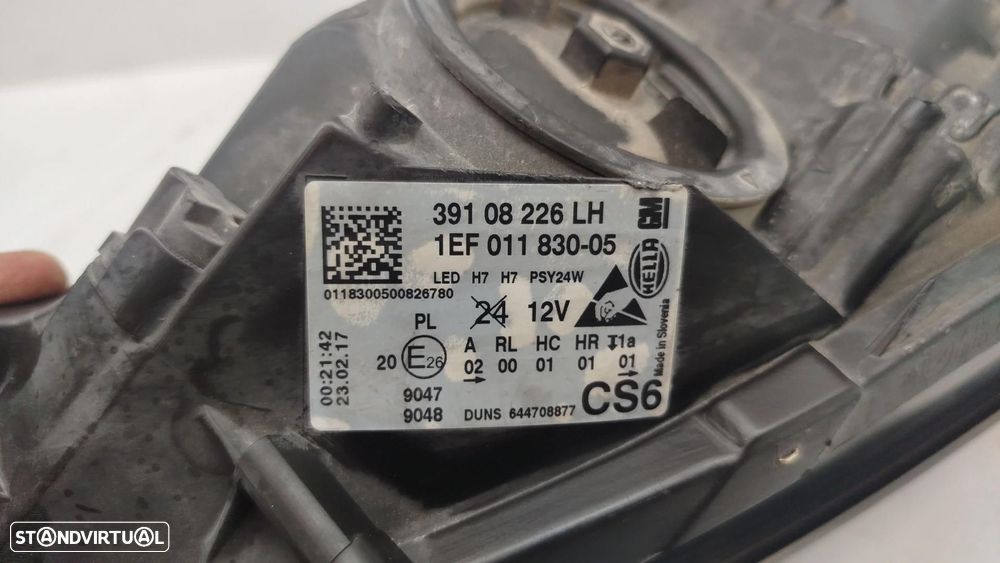 391 08 226 LH
1EF 011 830-05
GM
HELLA
LED H7 H7 PSY24W
0118300500826780
24 12V
PL
A RL HC HR T1a
20 E26 02 00 01 01 01
9047
9048
DUNS 644708877
CS6
Made in Slovenia
00:21:42
23.02.17
STANDVIRTUAL